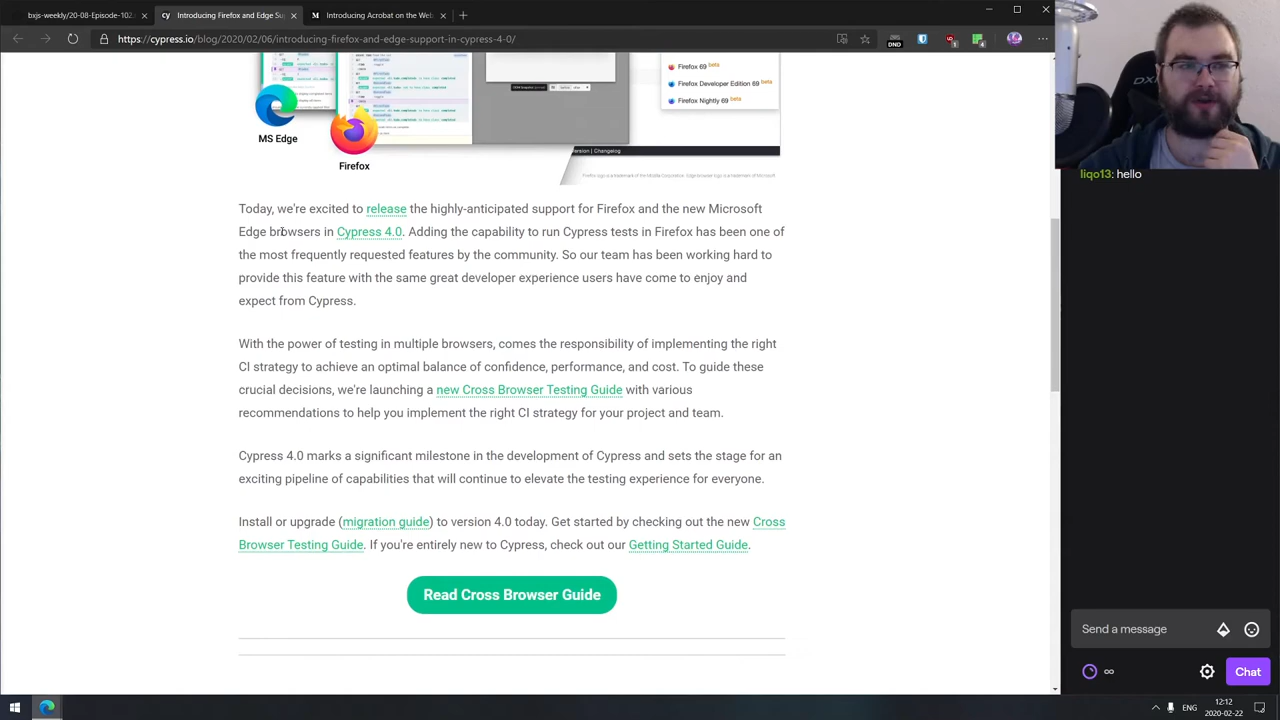 bxjs-weekly/20-08-Episode-102.
Introducing Firefox and Edge Sup
Introducing Acrobat on the Web
https://cypress.io/blog/2020/02/06/introducing-firefox-and-edge-support-in-cypress-4-0/
DND
1
4
Firefox 69 beta
Firefox Developer Edition 69 beta
Firefox Nightly 69 beta
MS Edge
Firefox
Version | Changelog
Today, we're excited to release the highly-anticipated support for Firefox and the new Microsoft
Edge browsers in Cypress 4.0. Adding the capability to run Cypress tests in Firefox has been one of
the most frequently requested features by the community. So our team has been working hard to
provide this feature with the same great developer experience users have come to enjoy and
expect from Cypress.
With the power of testing in multiple browsers, comes the responsibility of implementing the right
CI strategy to achieve an optimal balance of confidence, performance, and cost. To guide these
crucial decisions, we're launching a new Cross Browser Testing Guide with various
recommendations to help you implement the right CI strategy for your project and team.
Cypress 4.0 marks a significant milestone in the development of Cypress and sets the stage for an
exciting pipeline of capabilities that will continue to elevate the testing experience for everyone.
Install or upgrade (migration guide) to version 4.0 today. Get started by checking out the new Cross
Browser Testing Guide. If you're entirely new to Cypress, check out our Getting Started Guide.
Read Cross Browser Guide
liqo13: hello
Send a message
Chat
ENG
12:12
2020-02-22